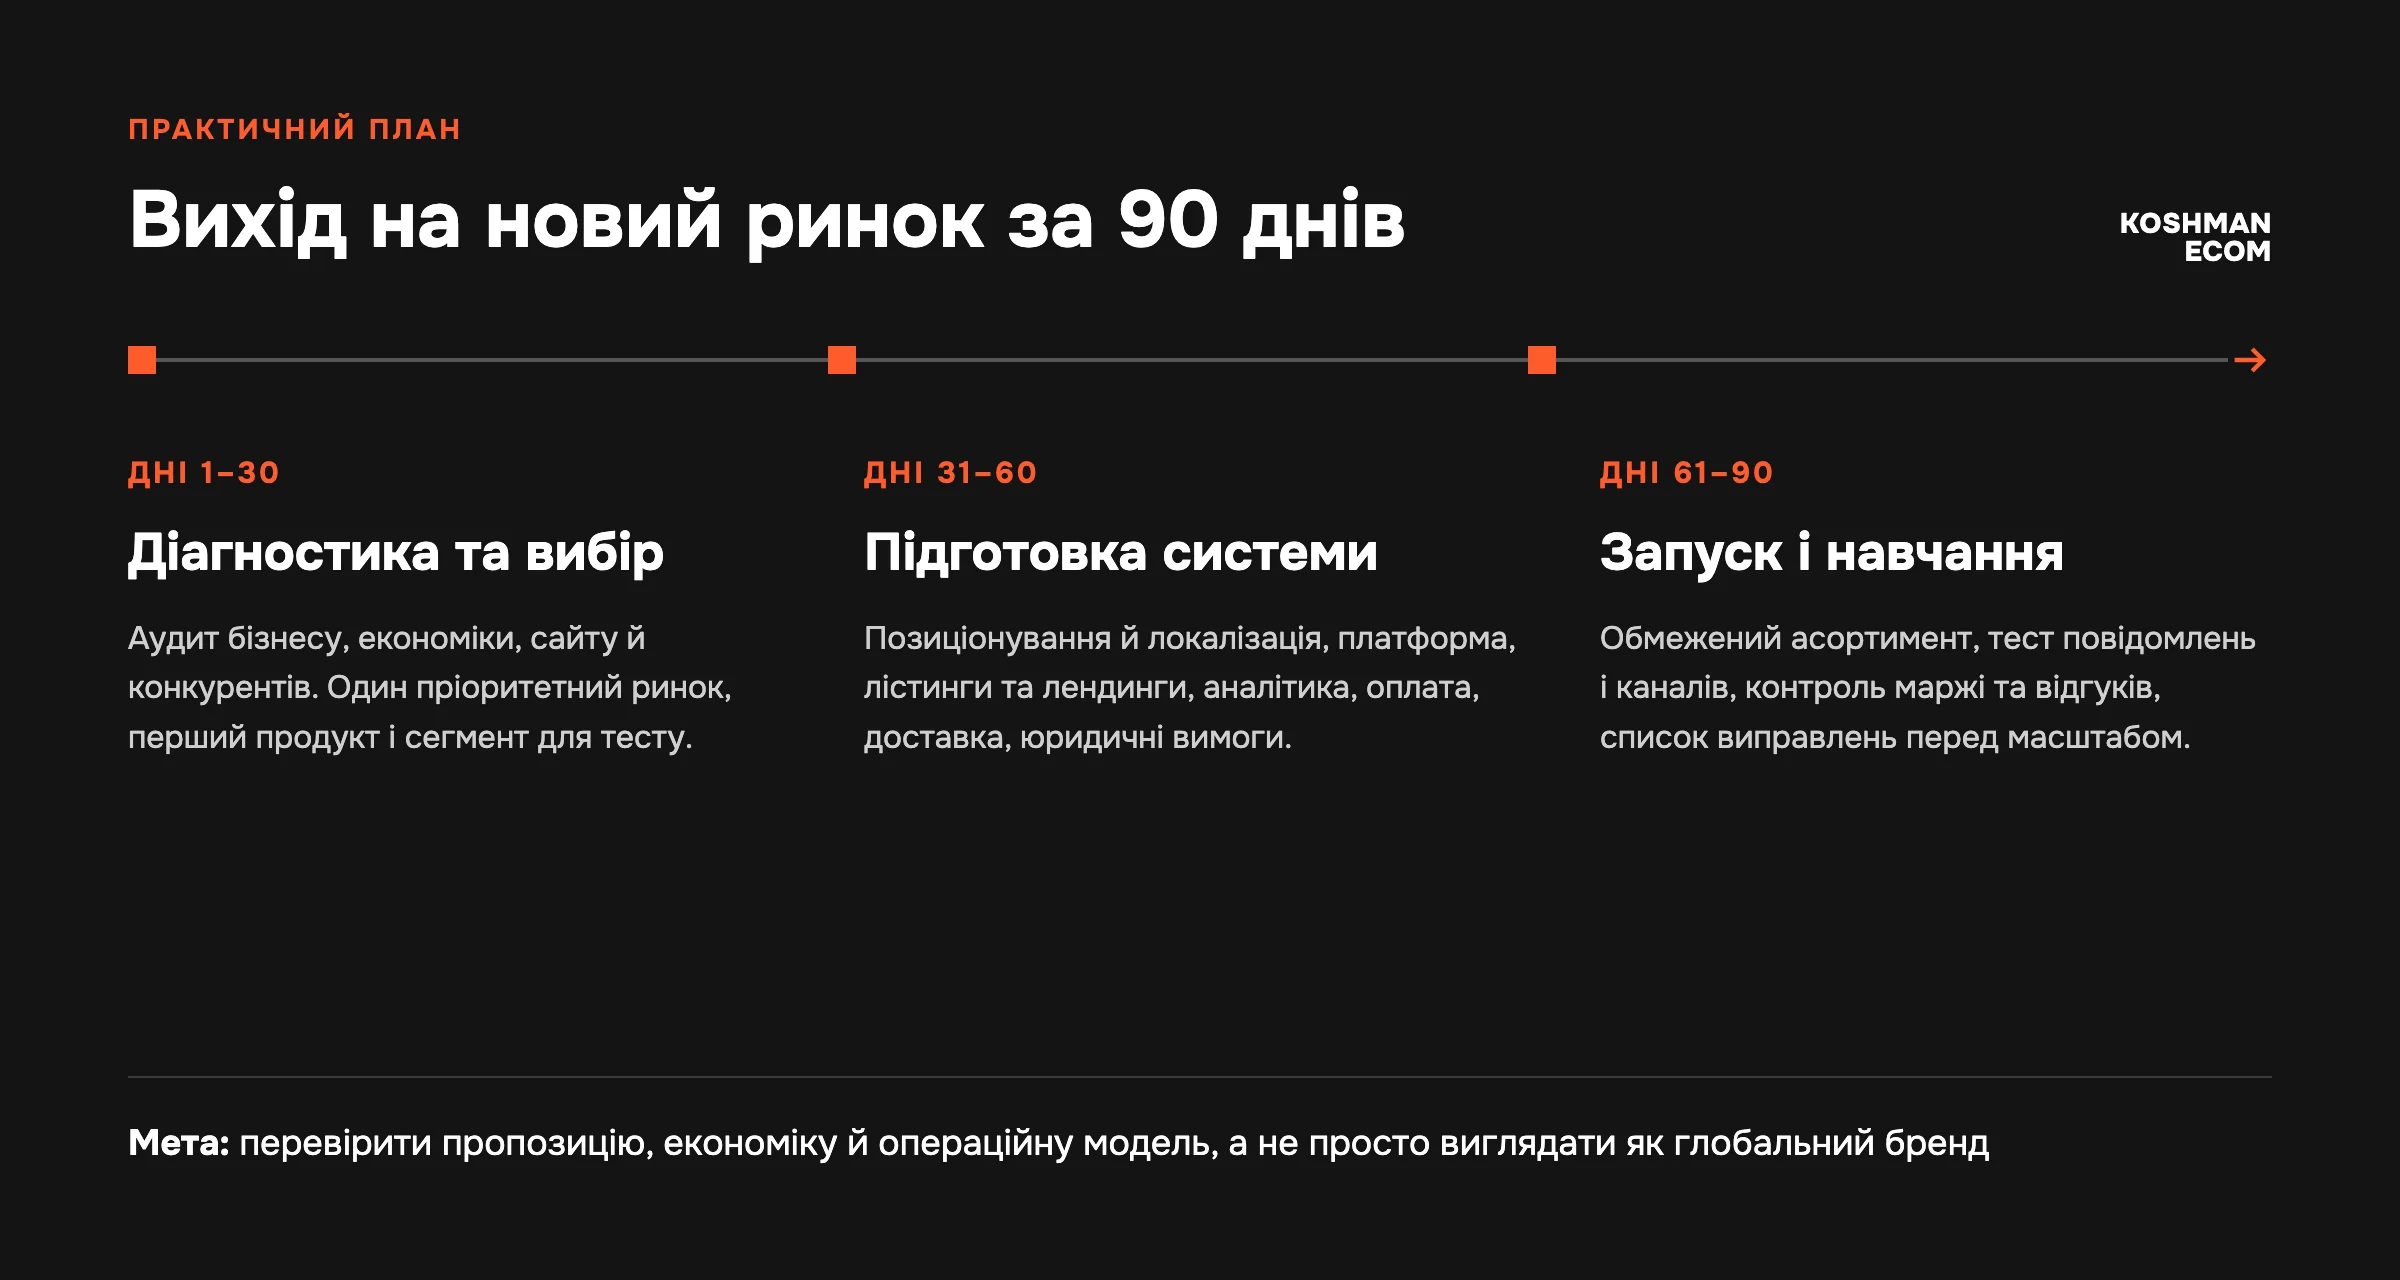 ПРАКТИЧНИЙ ПЛАН
Вихід на новий ринок за 90 днів
KOSHMAN
ECOM
ДНІ 1–30
Діагностика та вибір
Аудит бізнесу, економіки, сайту й
конкурентів. Один пріоритетний ринок,
перший продукт і сегмент для тесту.
ДНІ 31–60
Підготовка системи
Позиціонування й локалізація, платформа,
лістинги та лендинги, аналітика, оплата,
доставка, юридичні вимоги.
ДНІ 61–90
Запуск і навчання
Обмежений асортимент, тест повідомлень
і каналів, контроль маржі та відгуків,
список виправлень перед масштабом.
Мета: перевірити пропозицію, економіку й операційну модель, а не просто виглядати як глобальний бренд